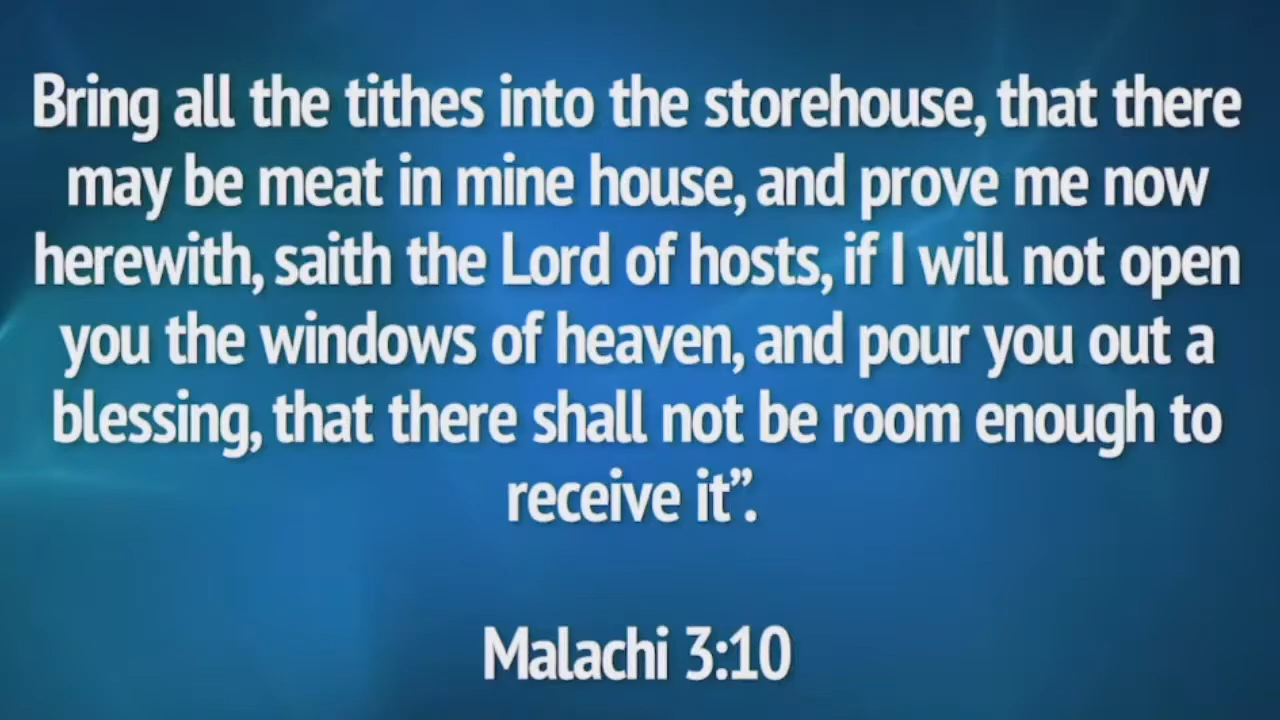 Bring all the tithes into the storehouse, that there
may be meat in mine house, and prove me now
herewith, saith the Lord of hosts, if I will not open
you the windows of heaven, and pour you out a
blessing, that there shall not be room enough to
receive it”.
Malachi 3:10